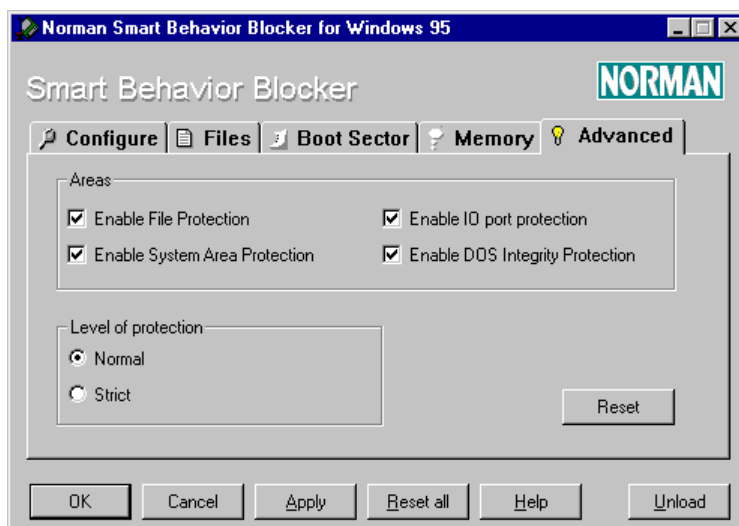 Norman Smart Behavior Blocker for Windows 95
Smart Behavior Blocker
NORMAN
Configure Files Boot Sector Memory Advanced
Areas
Enable File Protection Enable IO port protection
Enable System Area Protection Enable DOS Integrity Protection
Level of protection
Normal
Strict
Reset
OK Cancel Apply Reset all Help Unload